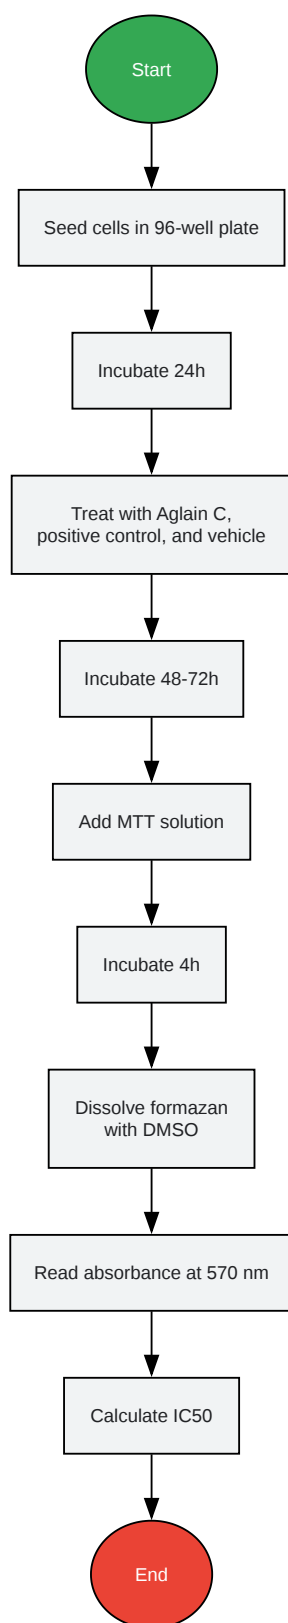 Start
Seed cells in 96-well plate
Incubate 24h
Treat with Aglain C,
positive control, and vehicle
Incubate 48-72h
Add MTT solution
Incubate 4h
Dissolve formazan
with DMSO
Read absorbance at 570 nm
Calculate IC50
End